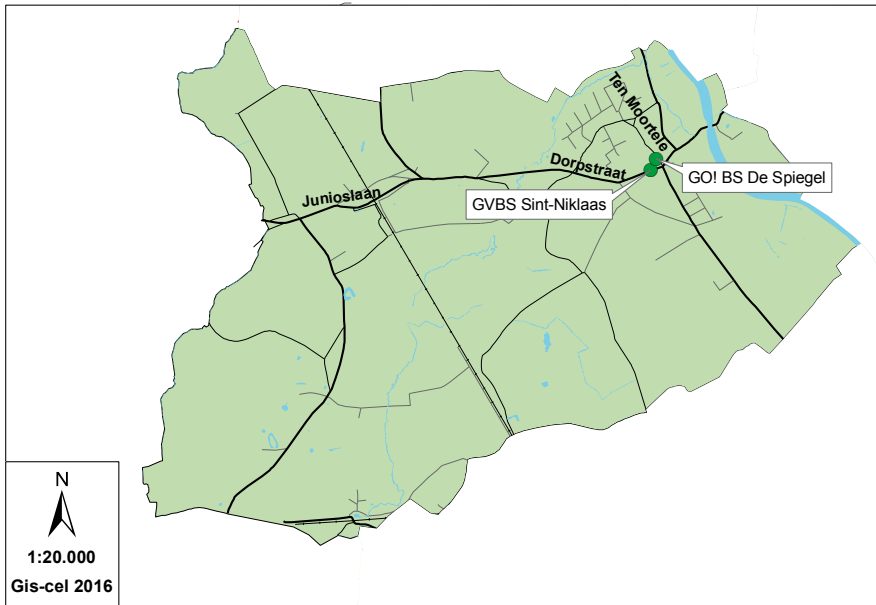 Ten Moortele
Dorpstraat
GO! BS De Spiegel
Junioslaan
GVBS Sint-Niklaas
N
1:20.000
Gis-cel 2016